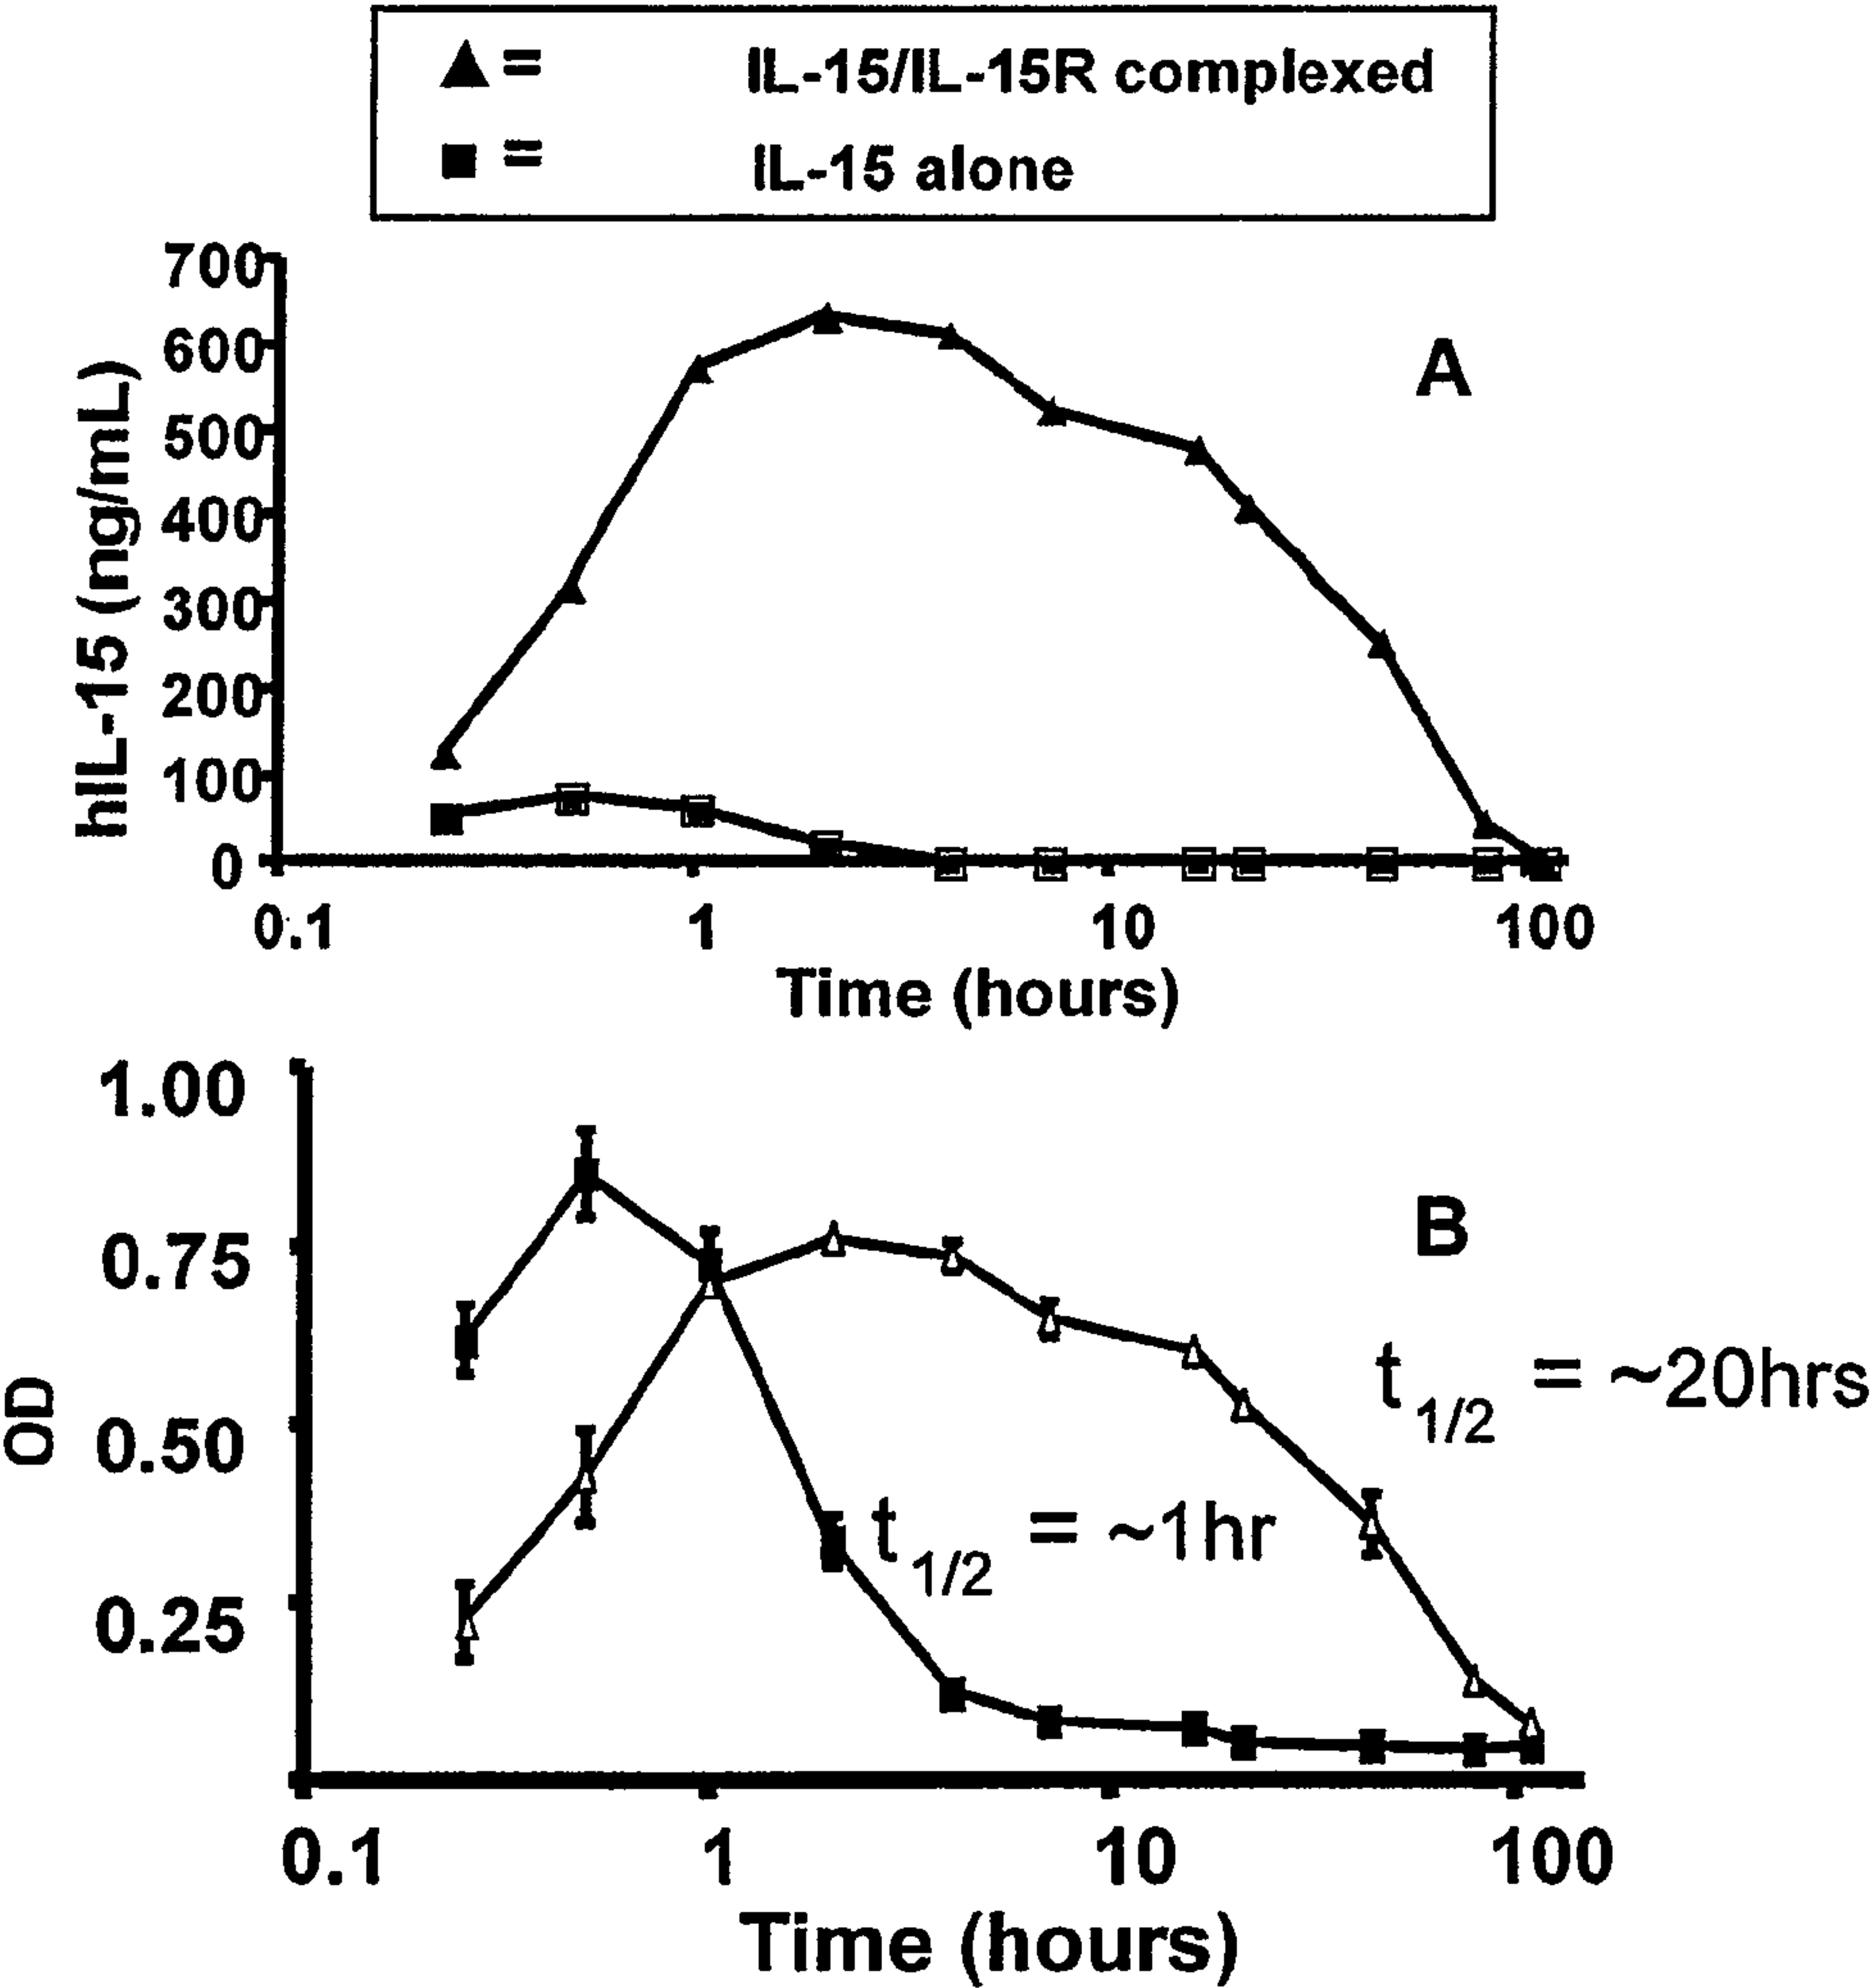 ▲ = IL-15/IL-15R complexed
■ = IL-15 alone
700
600
500
400
300
200
100
0
hIL-15 (ng/mL)
A
0.1 1 10 100
Time (hours)
1.00
0.75
0.50
0.25
OD
B
t1/2 = ~20hrs
t1/2 = ~1hr
0.1 1 10 100
Time (hours)